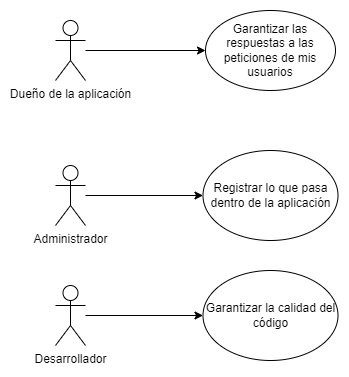 Garantizar las
respuestas a las
peticiones de mis
usuarios
Dueño de la aplicación
Registrar lo que pasa
dentro de la aplicación
Administrador
Garantizar la calidad del
código
Desarrollador